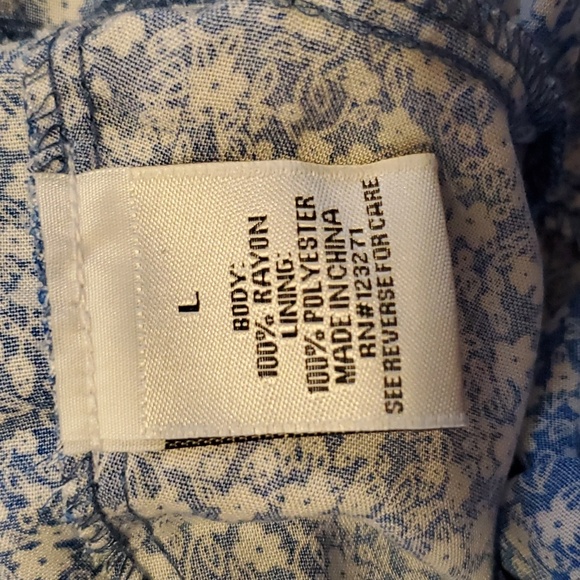 L
BODY:
100% RAYON
LINING:
100% POLYESTER
MADE IN CHINA
RN# 123271
SEE REVERSE FOR CARE